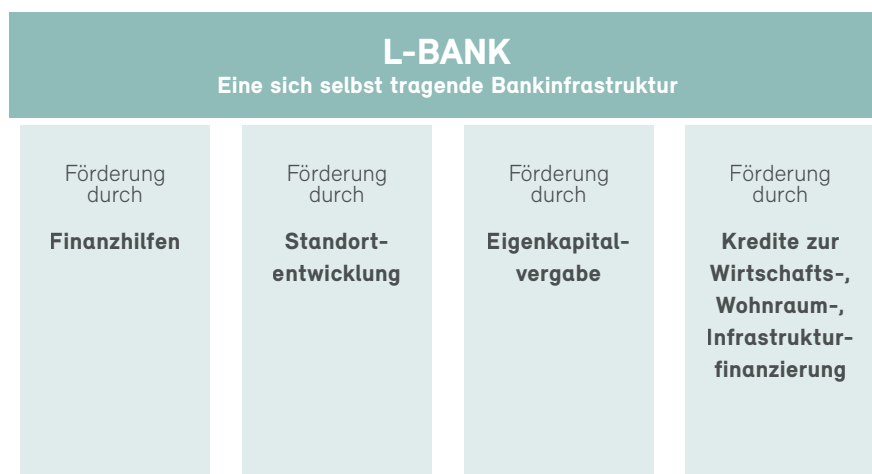 L-BANK
Eine sich selbst tragende Bankinfrastruktur
Förderung
durch
Finanzhilfen
Förderung
durch
Standort-
entwicklung
Förderung
durch
Eigenkapital-
vergabe
Förderung
durch
Kredite zur
Wirtschafts-,
Wohnraum-,
Infrastruktur-
finanzierung